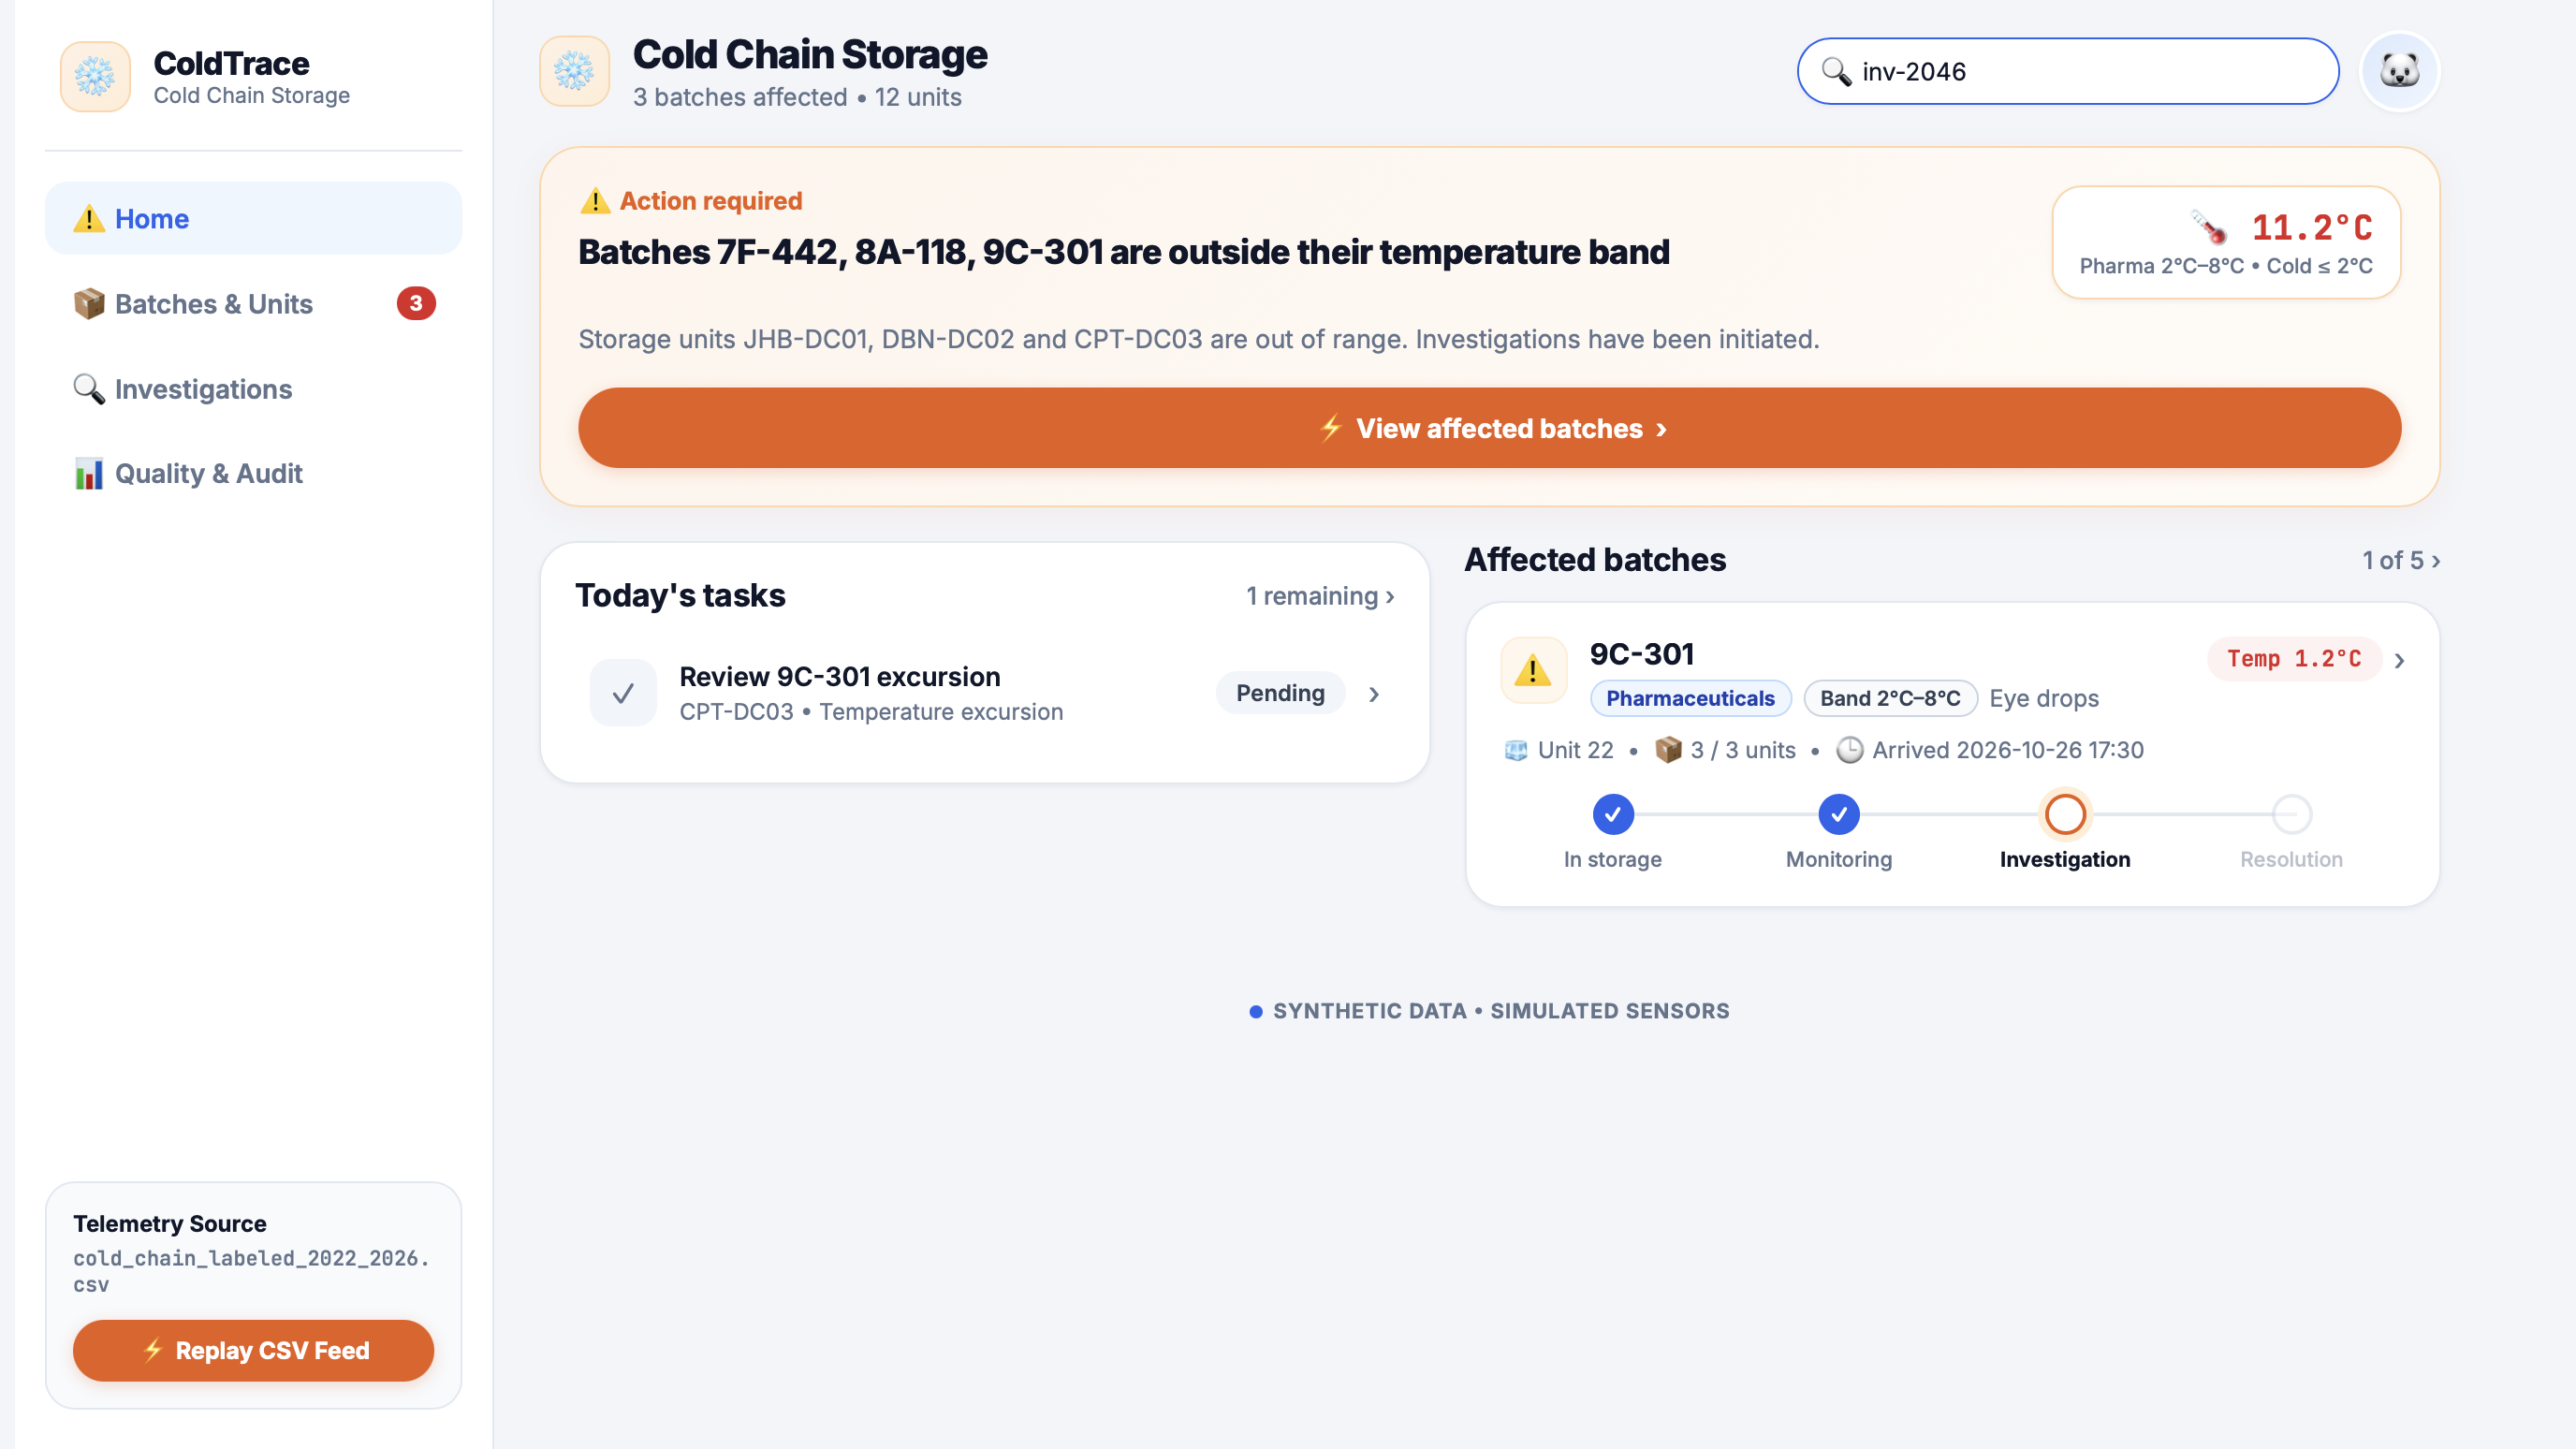 ColdTrace
Cold Chain Storage
Home
Batches & Units 3
Investigations
Quality & Audit
Telemetry Source
cold_chain_labeled_2022_2026.
csv
⚡ Replay CSV Feed
Cold Chain Storage
3 batches affected • 12 units
inv-2046
Action required
Batches 7F-442, 8A-118, 9C-301 are outside their temperature band
11.2°C
Pharma 2°C–8°C • Cold ≤ 2°C
Storage units JHB-DC01, DBN-DC02 and CPT-DC03 are out of range. Investigations have been initiated.
⚡ View affected batches ›
Today's tasks
1 remaining ›
Review 9C-301 excursion
CPT-DC03 • Temperature excursion
Pending ›
Affected batches
1 of 5 ›
9C-301
Temp 1.2°C ›
Pharmaceuticals Band 2°C–8°C Eye drops
Unit 22 • 3 / 3 units • Arrived 2026-10-26 17:30
In storage Monitoring Investigation Resolution
SYNTHETIC DATA • SIMULATED SENSORS